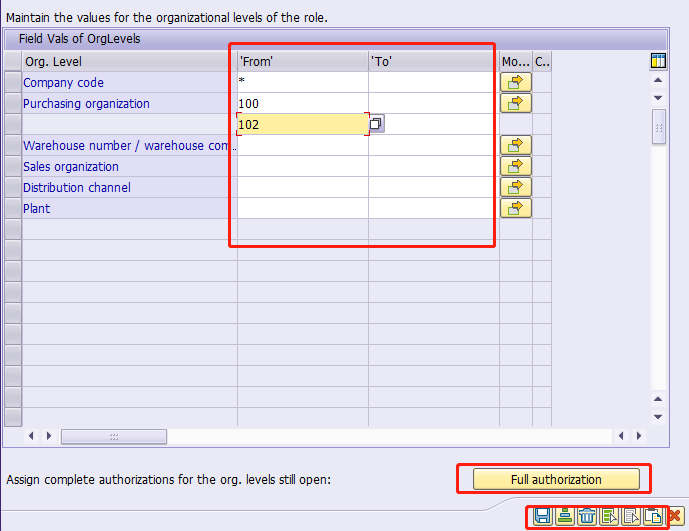 Maintain the values for the organizational levels of the role.
Field Vals of OrgLevels
Org. Level 'From' 'To' Mo... C..
Company code *
Purchasing organization 100
102
Warehouse number / warehouse com...
Sales organization
Distribution channel
Plant
Assign complete authorizations for the org. levels still open: Full authorization